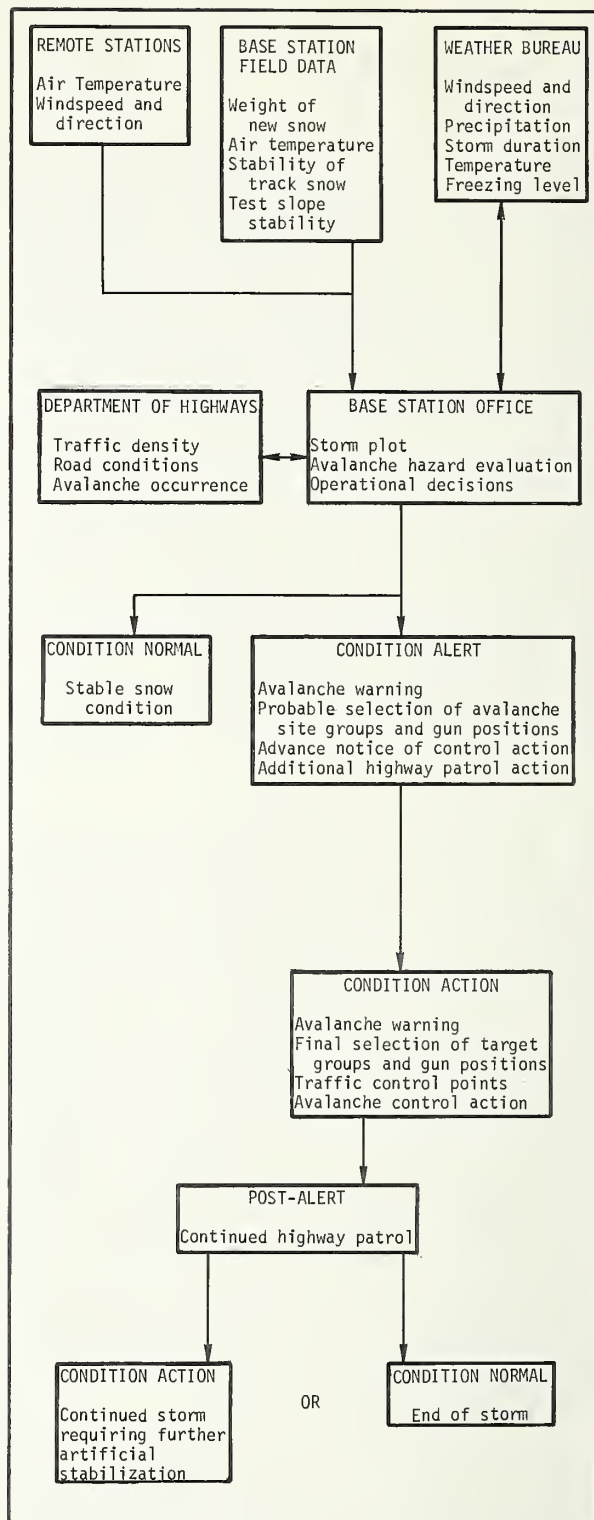 REMOTE STATIONS
Air Temperature
Windspeed and
direction
BASE STATION
FIELD DATA
Weight of
new snow
Air temperature
Stability of
track snow
Test slope
stability
WEATHER BUREAU
Windspeed and
direction
Precipitation
Storm duration
Temperature
Freezing level
DEPARTMENT OF HIGHWAYS
Traffic density
Road conditions
Avalanche occurrence
BASE STATION OFFICE
Storm plot
Avalanche hazard evaluation
Operational decisions
CONDITION NORMAL
Stable snow
condition
CONDITION ALERT
Avalanche warning
Probable selection of avalanche
site groups and gun positions
Advance notice of control action
Additional highway patrol action
CONDITION ACTION
Avalanche warning
Final selection of target
groups and gun positions
Traffic control points
Avalanche control action
POST-ALERT
Continued highway patrol
CONDITION ACTION
Continued storm
requiring further
artificial
stabilization
OR
CONDITION NORMAL
End of storm